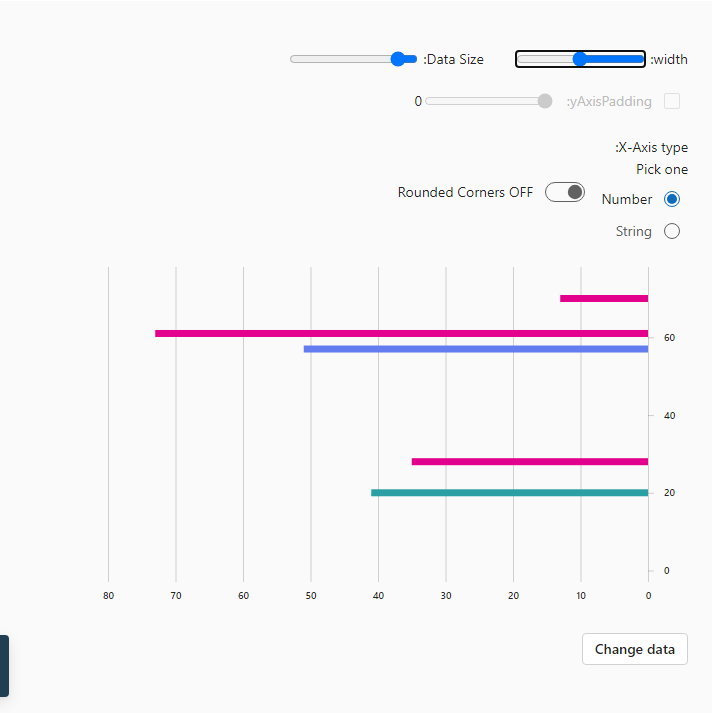 :width
:Data Size
:yAxisPadding
0
:X-Axis type
Pick one
Number
Rounded Corners OFF
String
60
40
20
0
80 70 60 50 40 30 20 10 0
Change data